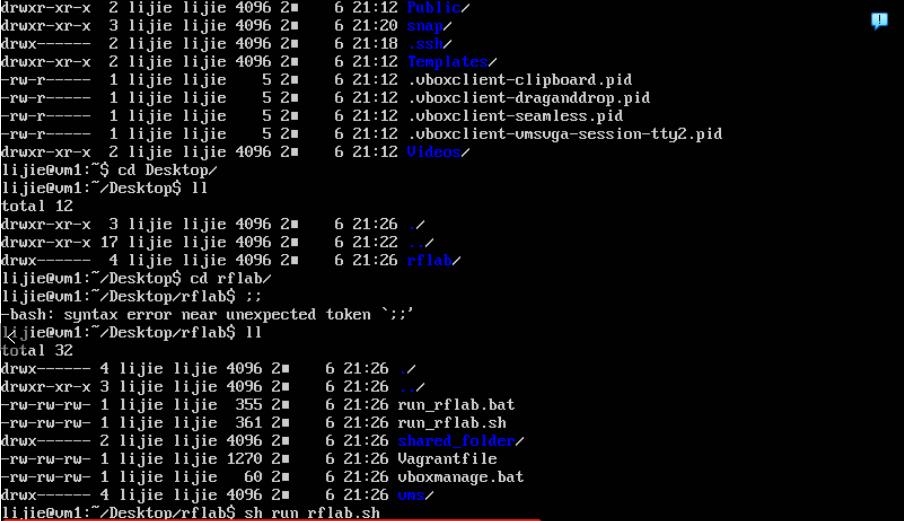 drwxr-xr-x 2 lijie lijie 4096 2■ 6 21:12 Public/
drwxr-xr-x 3 lijie lijie 4096 2■ 6 21:20 snap/
drwx------ 2 lijie lijie 4096 2■ 6 21:18 .ssh/
drwxr-xr-x 2 lijie lijie 4096 2■ 6 21:12 Templates/
-rw-r----- 1 lijie lijie 5 2■ 6 21:12 .vboxclient-clipboard.pid
-rw-r----- 1 lijie lijie 5 2■ 6 21:12 .vboxclient-draganddrop.pid
-rw-r----- 1 lijie lijie 5 2■ 6 21:12 .vboxclient-seamless.pid
-rw-r----- 1 lijie lijie 5 2■ 6 21:12 .vboxclient-vmsvga-session-tty2.pid
drwxr-xr-x 2 lijie lijie 4096 2■ 6 21:12 Videos/
lijie@vm1:~$ cd Desktop/
lijie@vm1:~/Desktop$ ll
total 12
drwxr-xr-x 3 lijie lijie 4096 2■ 6 21:26 ./
drwxr-xr-x 17 lijie lijie 4096 2■ 6 21:22 ../
drwx------ 4 lijie lijie 4096 2■ 6 21:26 rflab/
lijie@vm1:~/Desktop$ cd rflab/
lijie@vm1:~/Desktop/rflab$ ;;
-bash: syntax error near unexpected token `;;'
lijie@vm1:~/Desktop/rflab$ ll
total 32
drwx------ 4 lijie lijie 4096 2■ 6 21:26 ./
drwxr-xr-x 3 lijie lijie 4096 2■ 6 21:26 ../
-rw-rw-rw- 1 lijie lijie 355 2■ 6 21:26 run_rflab.bat
-rw-rw-rw- 1 lijie lijie 361 2■ 6 21:26 run_rflab.sh
drwx------ 2 lijie lijie 4096 2■ 6 21:26 shared_folder/
-rw-rw-rw- 1 lijie lijie 1270 2■ 6 21:26 Vagrantfile
-rw-rw-rw- 1 lijie lijie 60 2■ 6 21:26 vboxmanage.bat
drwx------ 4 lijie lijie 4096 2■ 6 21:26 vms/
lijie@vm1:~/Desktop/rflab$ sh run_rflab.sh